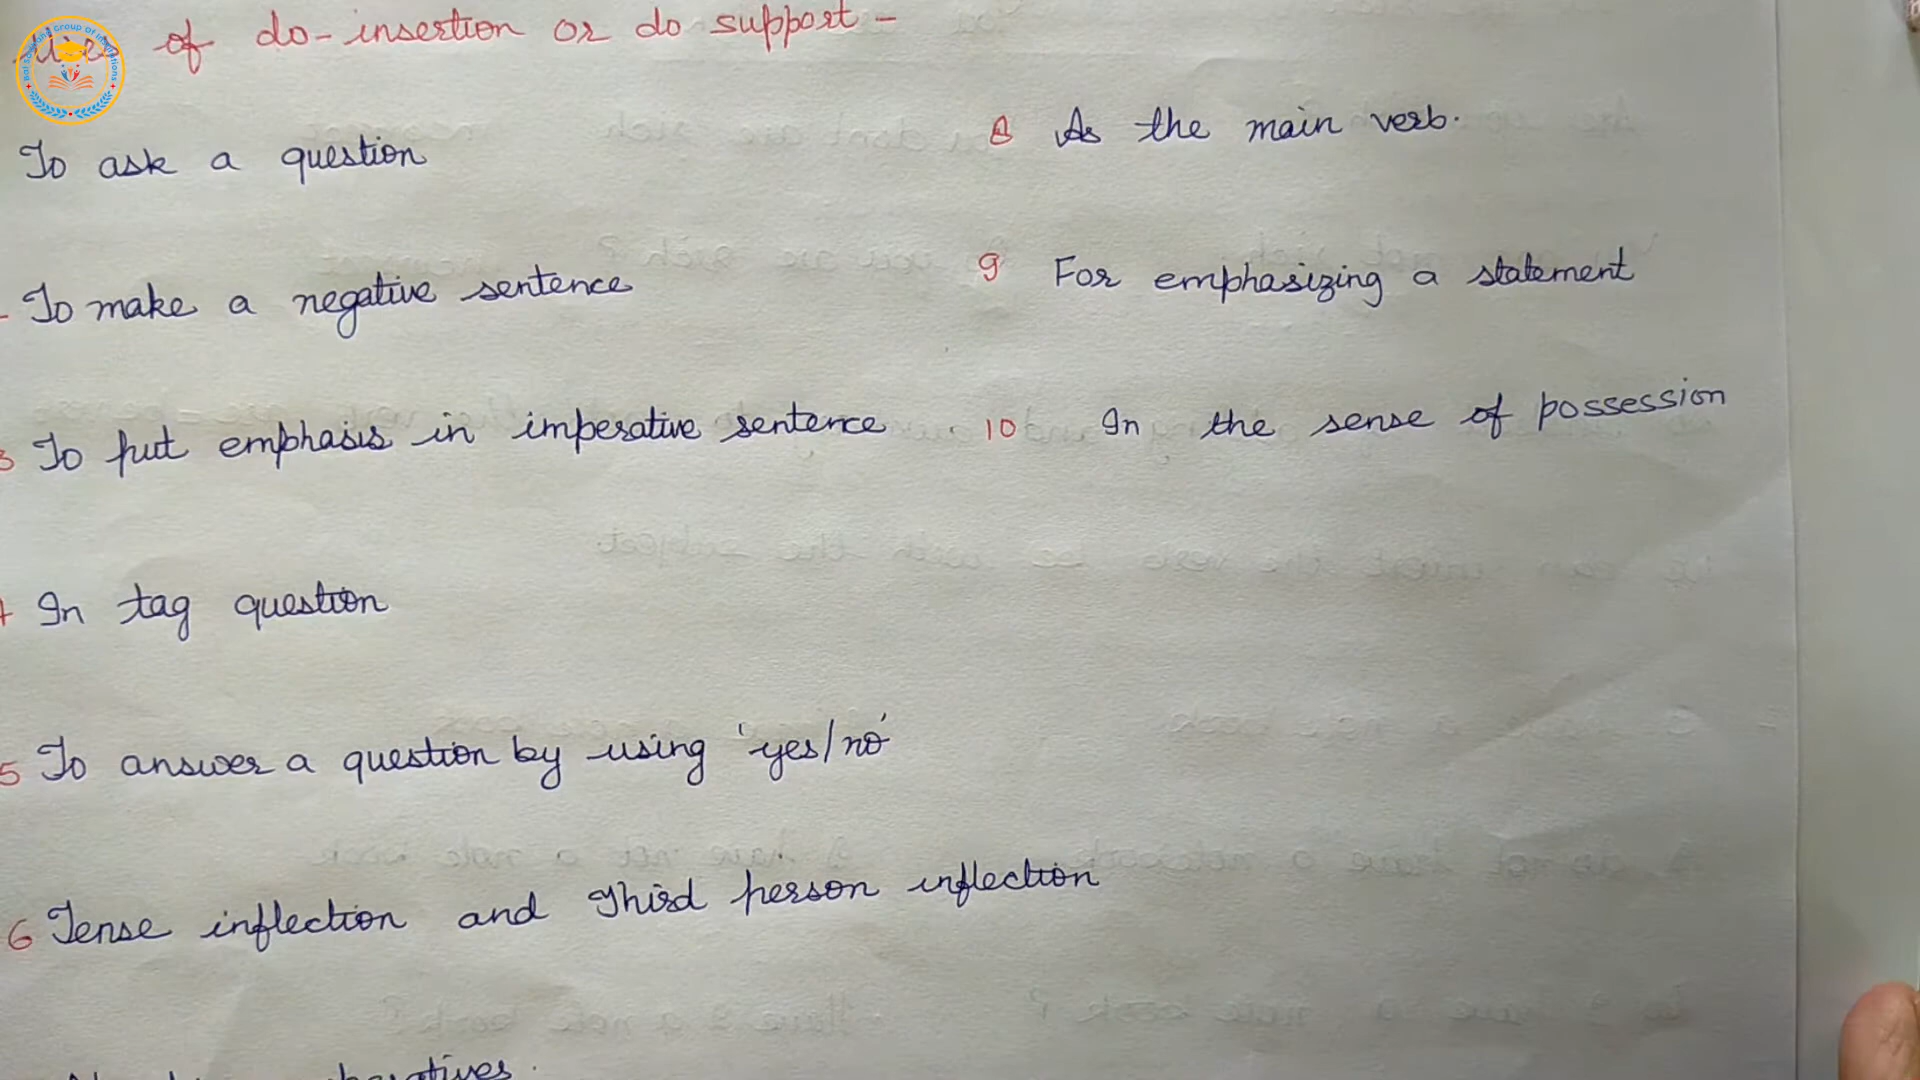 of do-insertion or do support -
To ask a question
To make a negative sentence
3 To put emphasis in imperative sentence
In tag question
5 To answer a question by using 'yes/no'
6 Tense inflection and Third person inflection
8 As the main verb.
9 For emphasizing a statement
10 In the sense of possession